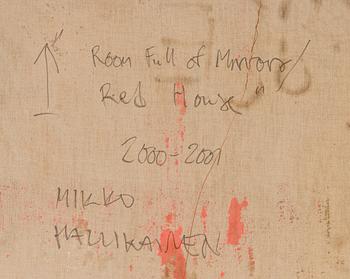 Room Full of Mirrors/
Red House"
2000-2001
MIKKO
HALLIKAINEN